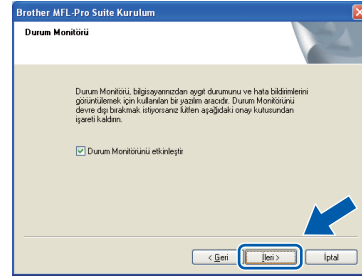 Brother MFL-Pro Suite Kurulum
Durum Monitörü
Durum Monitörü, bilgisayarınızdan aygıt durumunu ve hata bildirimlerini
görüntülemek için kullanılan bir yazılım aracıdır. Durum Monitörünü
devre dışı bırakmak istiyorsanız lütfen aşağıdaki onay kutusundan
işareti kaldırın.
Durum Monitörünü etkinleştir
< Geri
İleri >
İptal